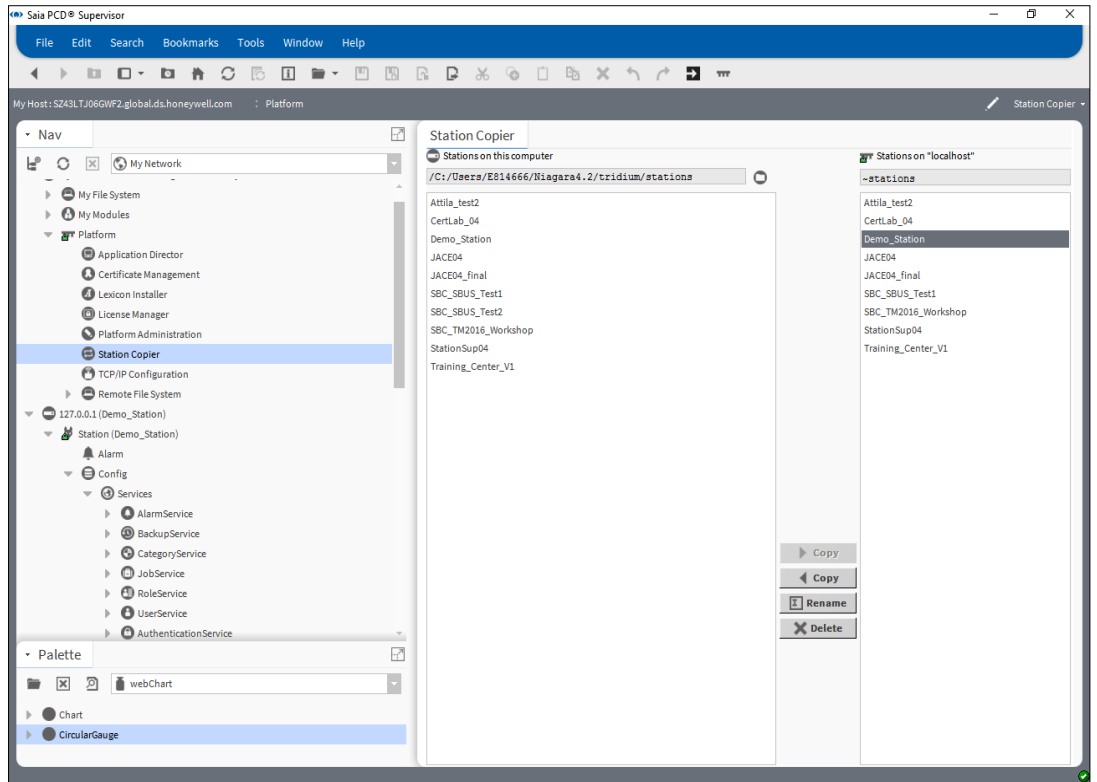 Saia PCD® Supervisor
File Edit Search Bookmarks Tools Window Help
My Host : SZ43LTJ06GWF2.global.ds.honeywell.com : Platform
Station Copier
Nav
My Network
My File System
My Modules
Platform
Application Director
Certificate Management
Lexicon Installer
License Manager
Platform Administration
Station Copier
TCP/IP Configuration
Remote File System
127.0.0.1 (Demo_Station)
Station (Demo_Station)
Alarm
Config
Services
AlarmService
BackupService
CategoryService
JobService
RoleService
UserService
AuthenticationService
Palette
webChart
Chart
CircularGauge
Station Copier
Stations on this computer
/C:/Users/E814666/Niagara4.2/tridium/stations
Attila_test2
CertLab_04
Demo_Station
JACE04
JACE04_final
SBC_SBUS_Test1
SBC_SBUS_Test2
SBC_TM2016_Workshop
StationSup04
Training_Center_V1
Copy
Copy
Rename
Delete
Stations on "localhost"
~stations
Attila_test2
CertLab_04
Demo_Station
JACE04
JACE04_final
SBC_SBUS_Test1
SBC_TM2016_Workshop
StationSup04
Training_Center_V1